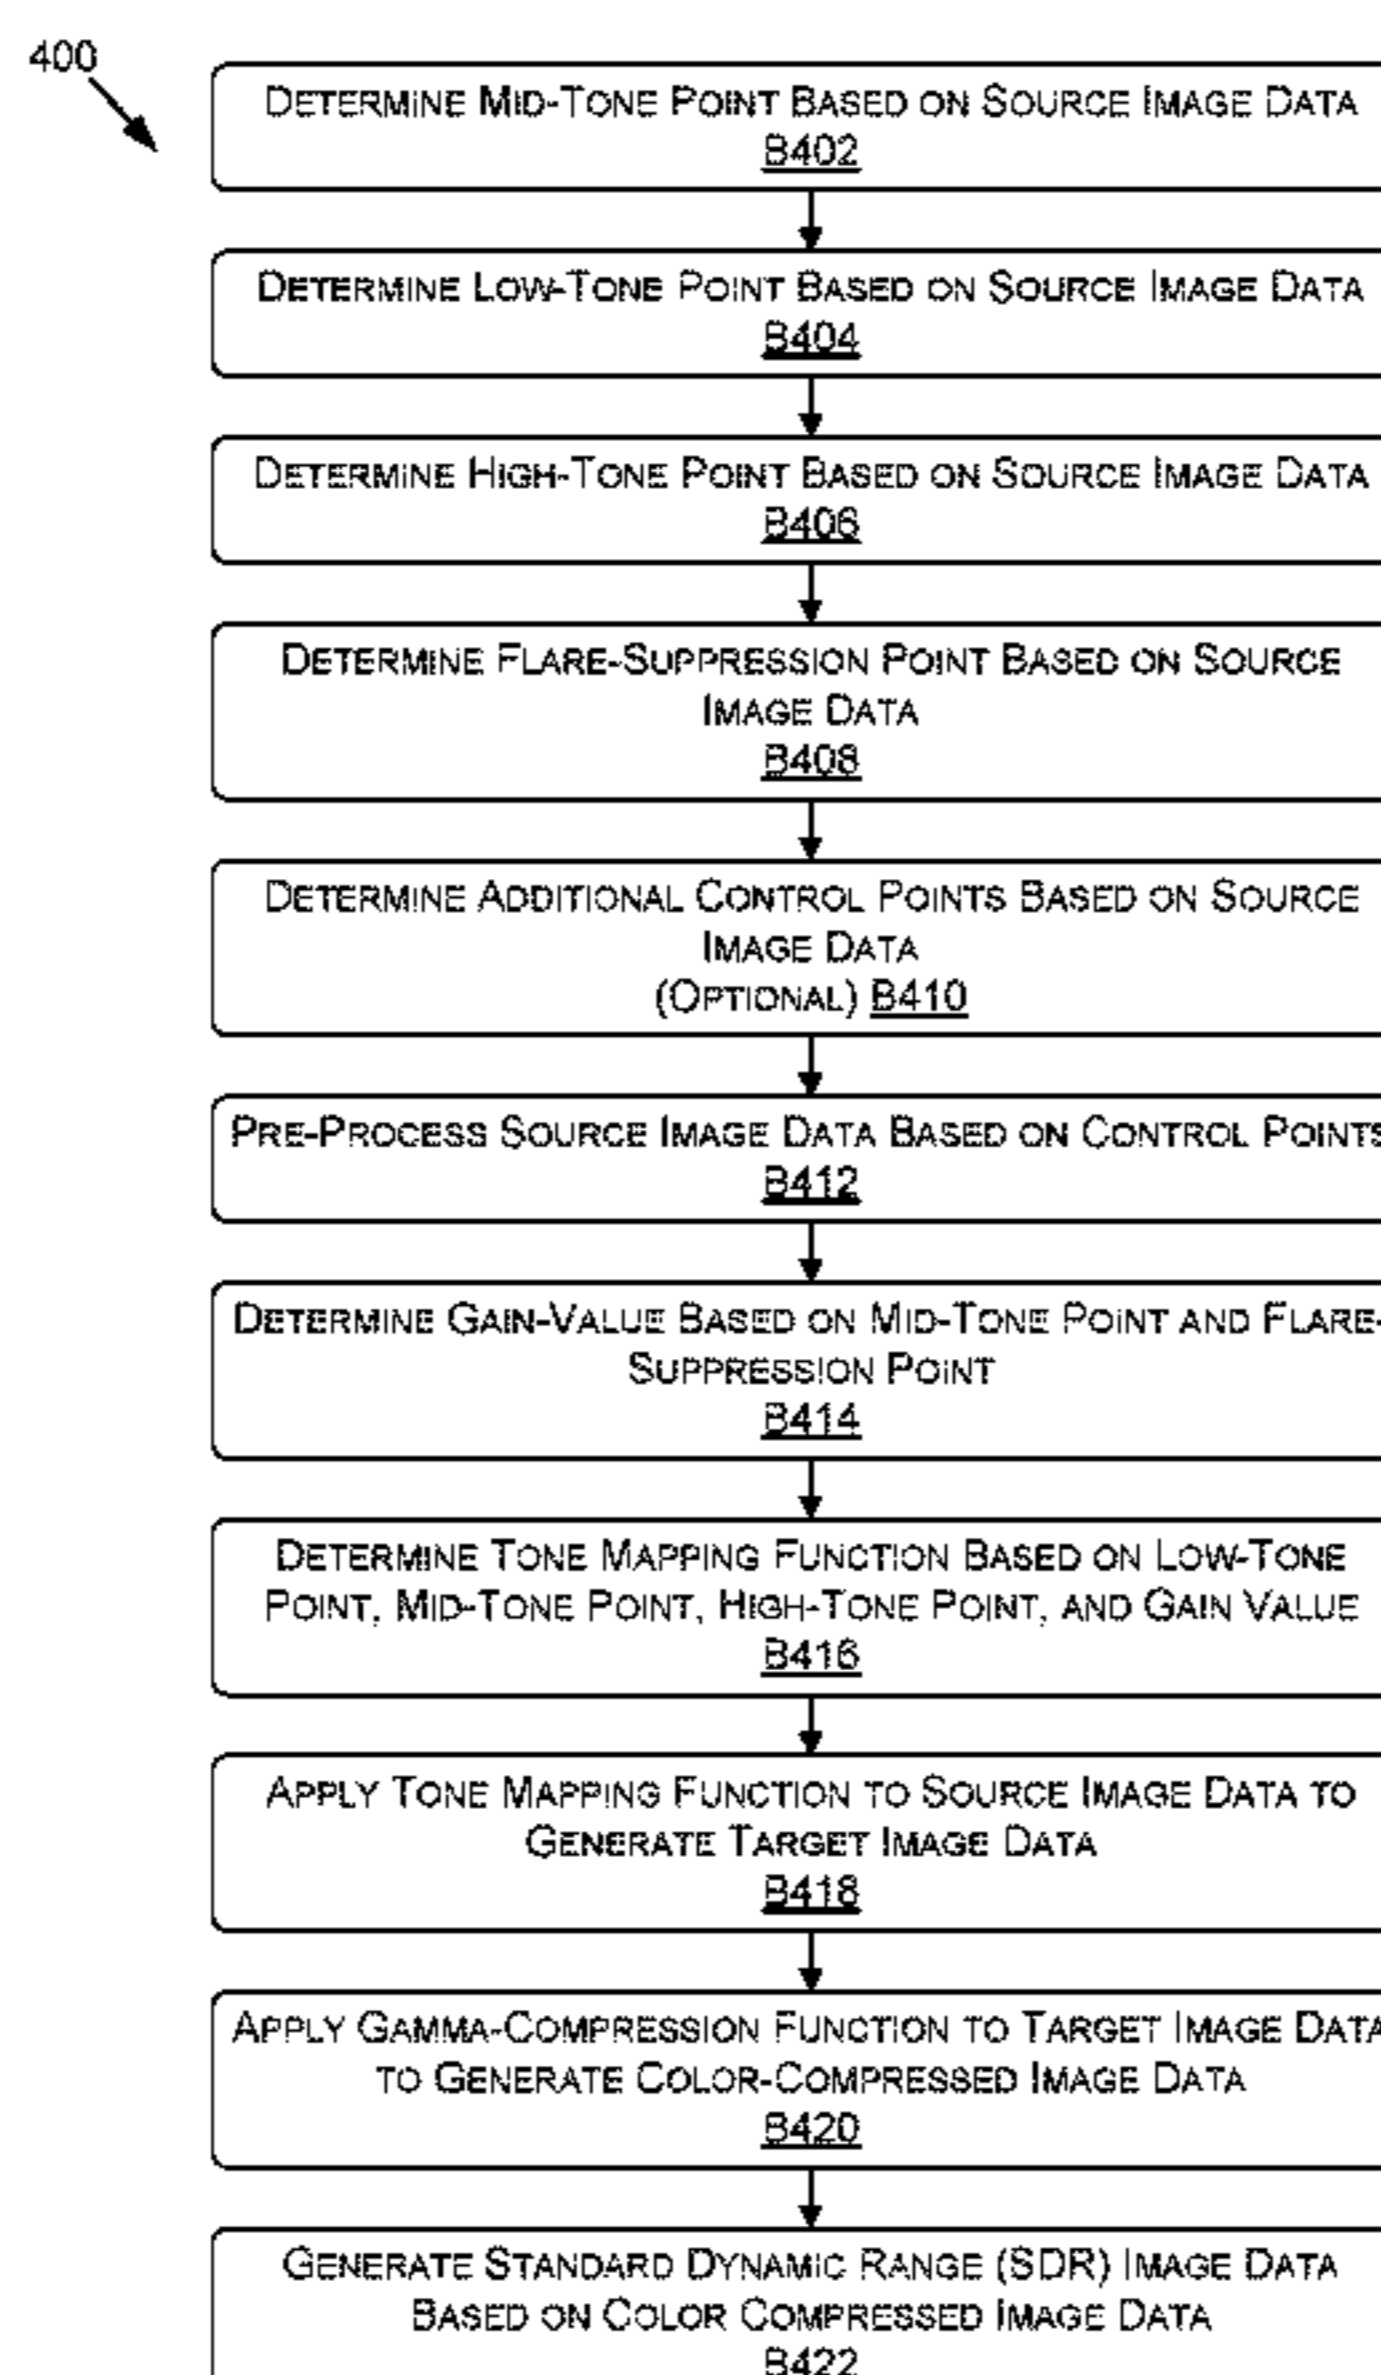 400
DETERMINE MID-TONE POINT BASED ON SOURCE IMAGE DATA
B402
DETERMINE LOW-TONE POINT BASED ON SOURCE IMAGE DATA
B404
DETERMINE HIGH-TONE POINT BASED ON SOURCE IMAGE DATA
B406
DETERMINE FLARE-SUPPRESSION POINT BASED ON SOURCE
IMAGE DATA
B408
DETERMINE ADDITIONAL CONTROL POINTS BASED ON SOURCE
IMAGE DATA
(OPTIONAL) B410
PRE-PROCESS SOURCE IMAGE DATA BASED ON CONTROL POINTS
B412
DETERMINE GAIN-VALUE BASED ON MID-TONE POINT AND FLARE-
SUPPRESSION POINT
B414
DETERMINE TONE MAPPING FUNCTION BASED ON LOW-TONE
POINT, MID-TONE POINT, HIGH-TONE POINT, AND GAIN VALUE
B416
APPLY TONE MAPPING FUNCTION TO SOURCE IMAGE DATA TO
GENERATE TARGET IMAGE DATA
B418
APPLY GAMMA-COMPRESSION FUNCTION TO TARGET IMAGE DATA
TO GENERATE COLOR-COMPRESSED IMAGE DATA
B420
GENERATE STANDARD DYNAMIC RANGE (SDR) IMAGE DATA
BASED ON COLOR COMPRESSED IMAGE DATA
B422